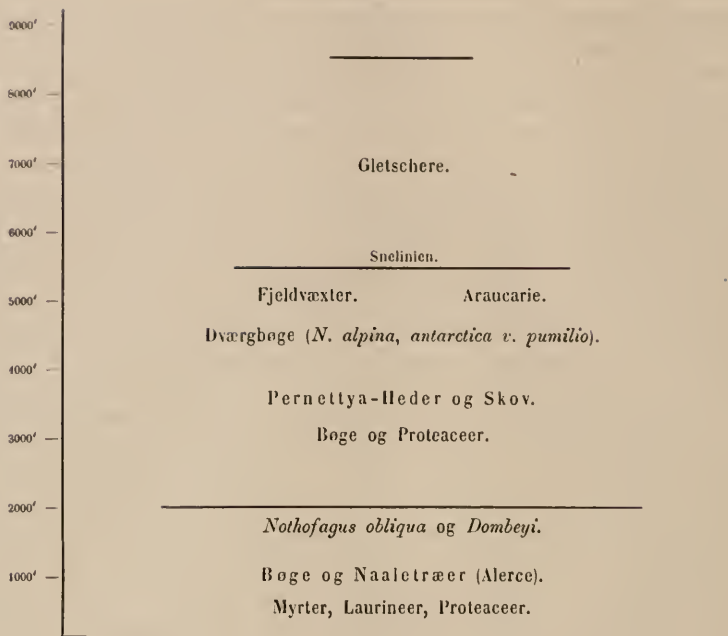 9000'
8000'
7000' Gletschere.
6000'
Snelinien.
5000' Fjeldvæxter. Araucarie.
Dværgbøge (N. alpina, antarctica v. pumilio).
4000'
Pernettya-Heder og Skov.
3000' Bøge og Proteaceer.
2000'
Nothofagus obliqua og Dombeyi.
1000' Bøge og Naaletræer (Alerce).
Myrter, Laurineer, Proteaceer.